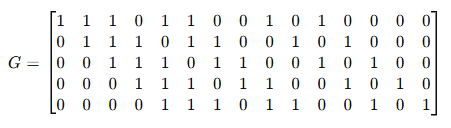 1 1 1 0 1 1 0 0 1 0 1 0 0 0 0
0 1 1 1 0 1 1 0 0 1 0 1 0 0 0
G = 0 0 1 1 1 0 1 1 0 0 1 0 1 0 0
0 0 0 1 1 1 0 1 1 0 0 1 0 1 0
0 0 0 0 1 1 1 0 1 1 0 0 1 0 1